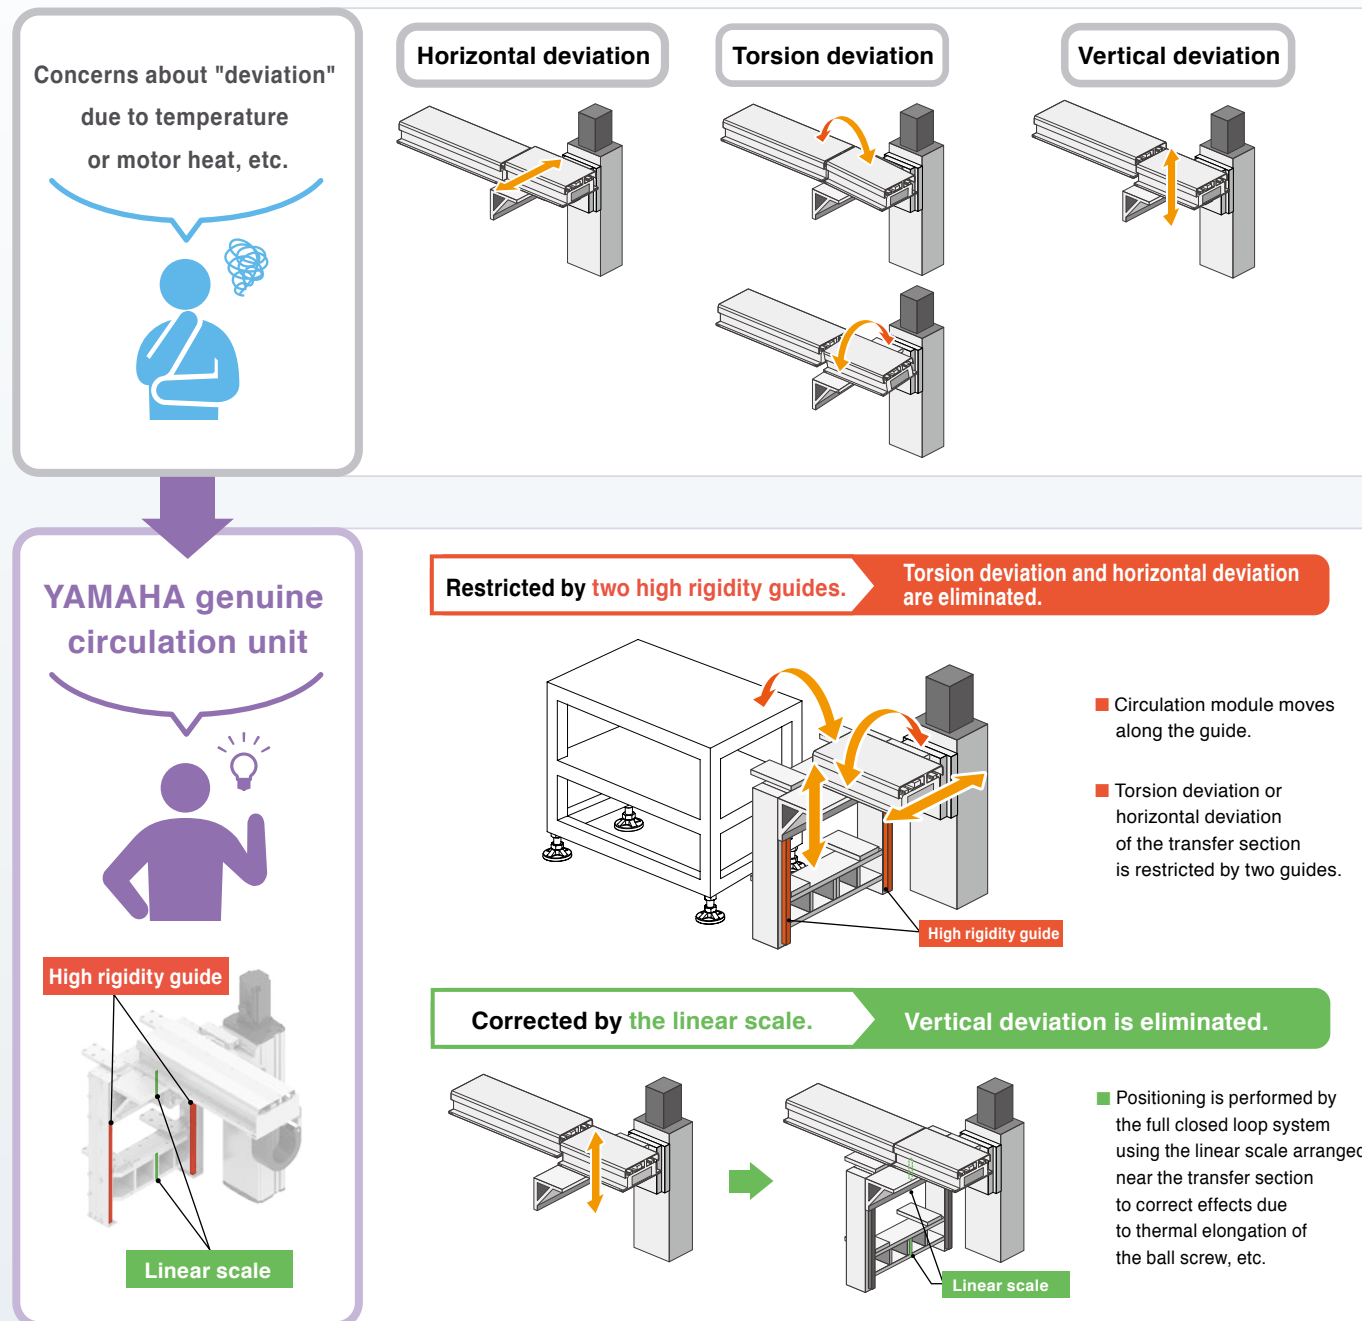 Concerns about "deviation"
due to temperature
or motor heat, etc.
Horizontal deviation
Torsion deviation
Vertical deviation
YAMAHA genuine
circulation unit
High rigidity guide
Linear scale
Restricted by two high rigidity guides.
Torsion deviation and horizontal deviation
are eliminated.
Circulation module moves
along the guide.
Torsion deviation or
horizontal deviation
of the transfer section
is restricted by two guides.
High rigidity guide
Corrected by the linear scale.
Vertical deviation is eliminated.
Positioning is performed by
the full closed loop system
using the linear scale arranged
near the transfer section
to correct effects due
to thermal elongation of
the ball screw, etc.
Linear scale